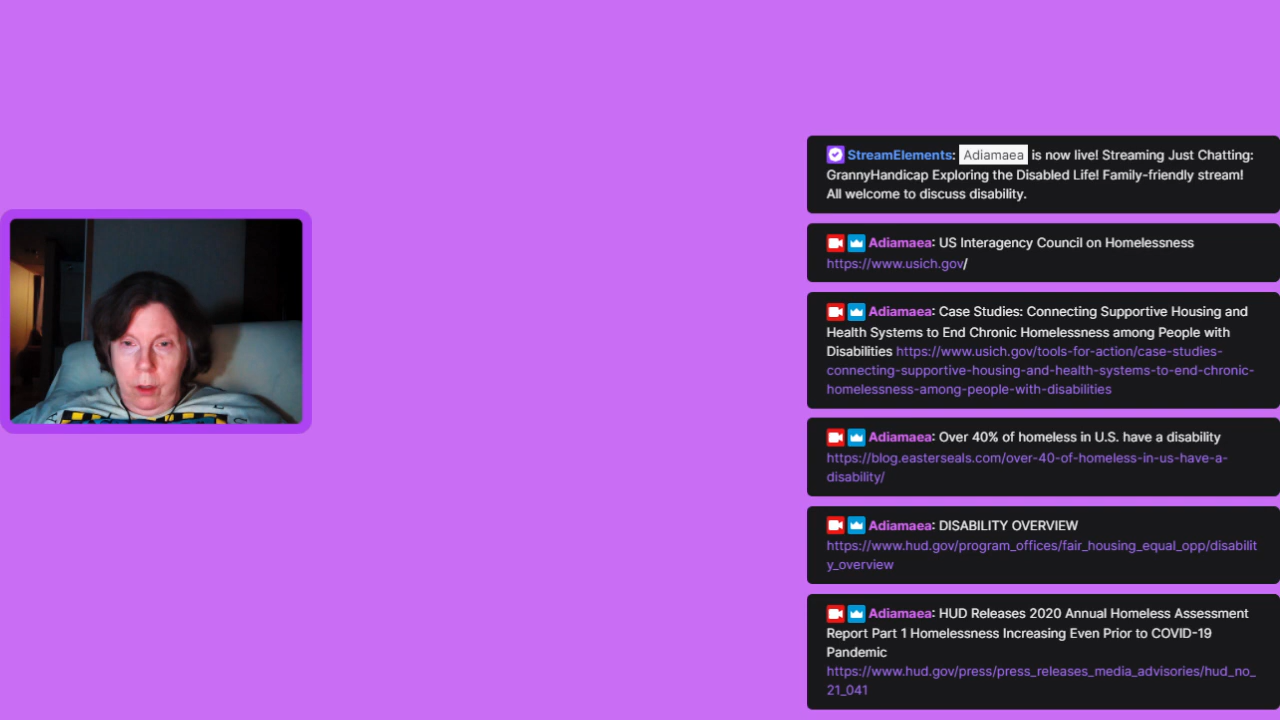 StreamElements: Adiamaea is now live! Streaming Just Chatting:
GrannyHandicap Exploring the Disabled Life! Family-friendly stream!
All welcome to discuss disability.
Adiamaea: US Interagency Council on Homelessness
https://www.usich.gov/
Adiamaea: Case Studies: Connecting Supportive Housing and
Health Systems to End Chronic Homelessness among People with
Disabilities https://www.usich.gov/tools-for-action/case-studies-
connecting-supportive-housing-and-health-systems-to-end-chronic-
homelessness-among-people-with-disabilities
Adiamaea: Over 40% of homeless in U.S. have a disability
https://blog.easterseals.com/over-40-of-homeless-in-us-have-a-
disability/
Adiamaea: DISABILITY OVERVIEW
https://www.hud.gov/program_offices/fair_housing_equal_opp/disabilit
y_overview
Adiamaea: HUD Releases 2020 Annual Homeless Assessment
Report Part 1 Homelessness Increasing Even Prior to COVID-19
Pandemic
https://www.hud.gov/press/press_releases_media_advisories/hud_no_
21_041